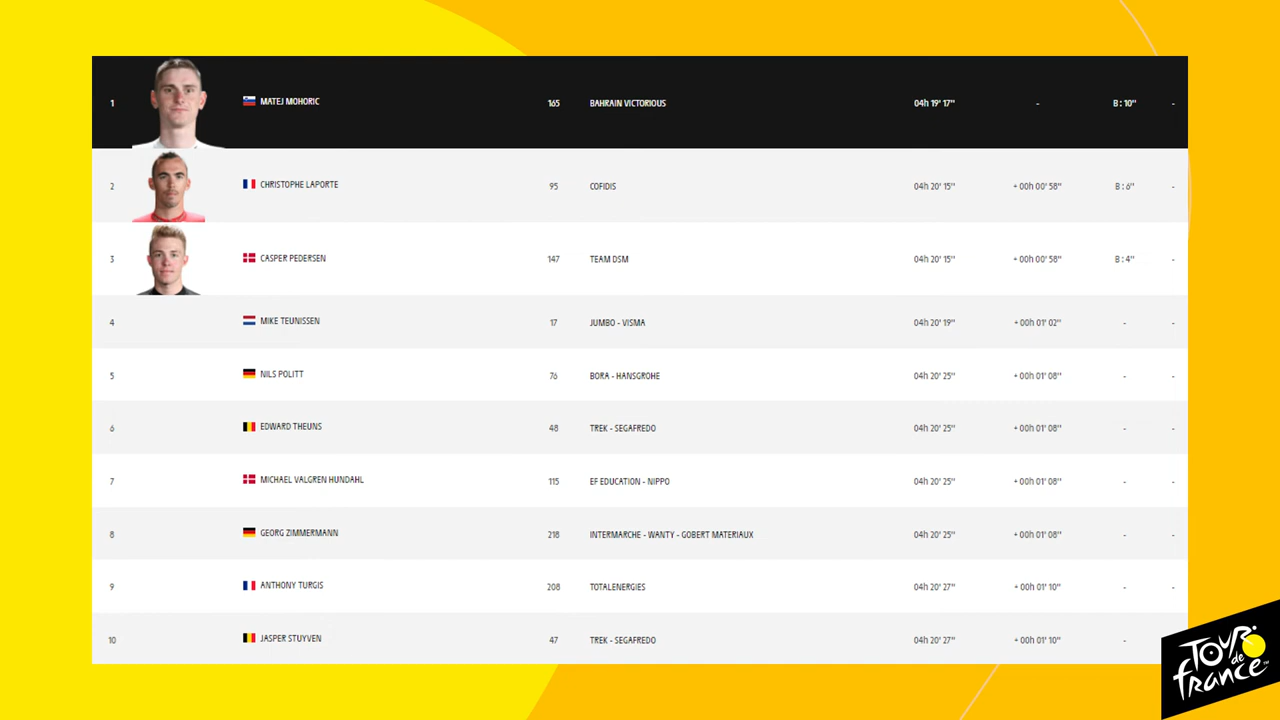 1 MATEJ MOHORIC 165 BAHRAIN VICTORIOUS 04h 19' 17'' - B : 10'' -
2 CHRISTOPHE LAPORTE 95 COFIDIS 04h 20' 15'' + 00h 00' 58'' B : 6'' -
3 CASPER PEDERSEN 147 TEAM DSM 04h 20' 15'' + 00h 00' 58'' B : 4'' -
4 MIKE TEUNISSEN 17 JUMBO - VISMA 04h 20' 19'' + 00h 01' 02'' - -
5 NILS POLITT 76 BORA - HANSGROHE 04h 20' 25'' + 00h 01' 08'' - -
6 EDWARD THEUNS 48 TREK - SEGAFREDO 04h 20' 25'' + 00h 01' 08'' - -
7 MICHAEL VALGREN HUNDAHL 115 EF EDUCATION - NIPPO 04h 20' 25'' + 00h 01' 08'' - -
8 GEORG ZIMMERMANN 218 INTERMARCHE - WANTY - GOBERT MATERIAUX 04h 20' 25'' + 00h 01' 08'' - -
9 ANTHONY TURGIS 208 TOTALENERGIES 04h 20' 27'' + 00h 01' 10'' - -
10 JASPER STUYVEN 47 TREK - SEGAFREDO 04h 20' 27'' + 00h 01' 10'' -
TOUR
de
france™